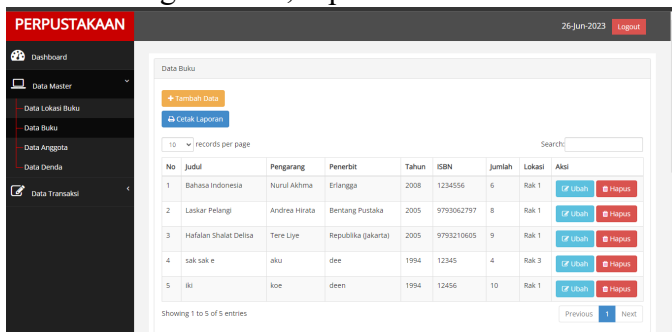 PERPUSTAKAAN
26-Jun-2023 Logout
Dashboard
Data Master
Data Lokasi Buku
Data Buku
Data Anggota
Data Denda
Data Transaksi
Data Buku
+ Tambah Data
Cetak Laporan
10 records per page Search:
No Judul Pengarang Penerbit Tahun ISBN Jumlah Lokasi Aksi
1 Bahasa Indonesia Nurul Akhma Erlangga 2008 1234556 6 Rak 1 Ubah Hapus
2 Laskar Pelangi Andrea Hirata Bentang Pustaka 2005 9793062797 8 Rak 1 Ubah Hapus
3 Hafalan Shalat Delisa Tere Liye Republika (Jakarta) 2005 9793210605 9 Rak 1 Ubah Hapus
4 sak sak e aku dee 1994 12345 4 Rak 3 Ubah Hapus
5 iki koe deen 1994 12456 10 Rak 1 Ubah Hapus
Showing 1 to 5 of 5 entries Previous 1 Next